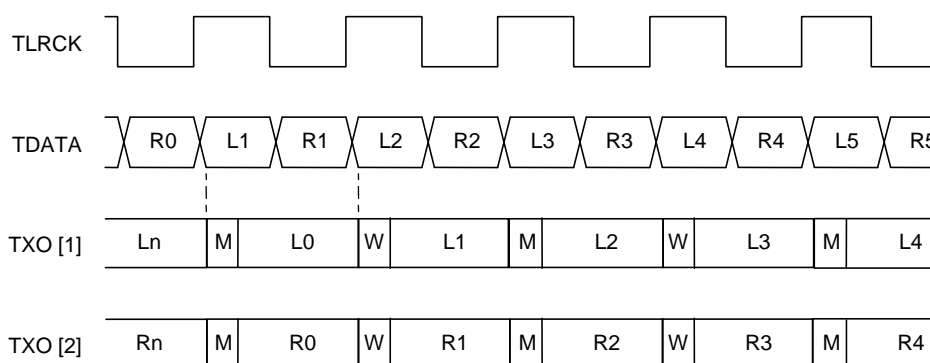 TLRCK
TDATA R0 L1 R1 L2 R2 L3 R3 L4 R4 L5 R5
TXO [1] Ln M L0 W L1 M L2 W L3 M L4
TXO [2] Rn M R0 W R1 M R2 W R3 M R4